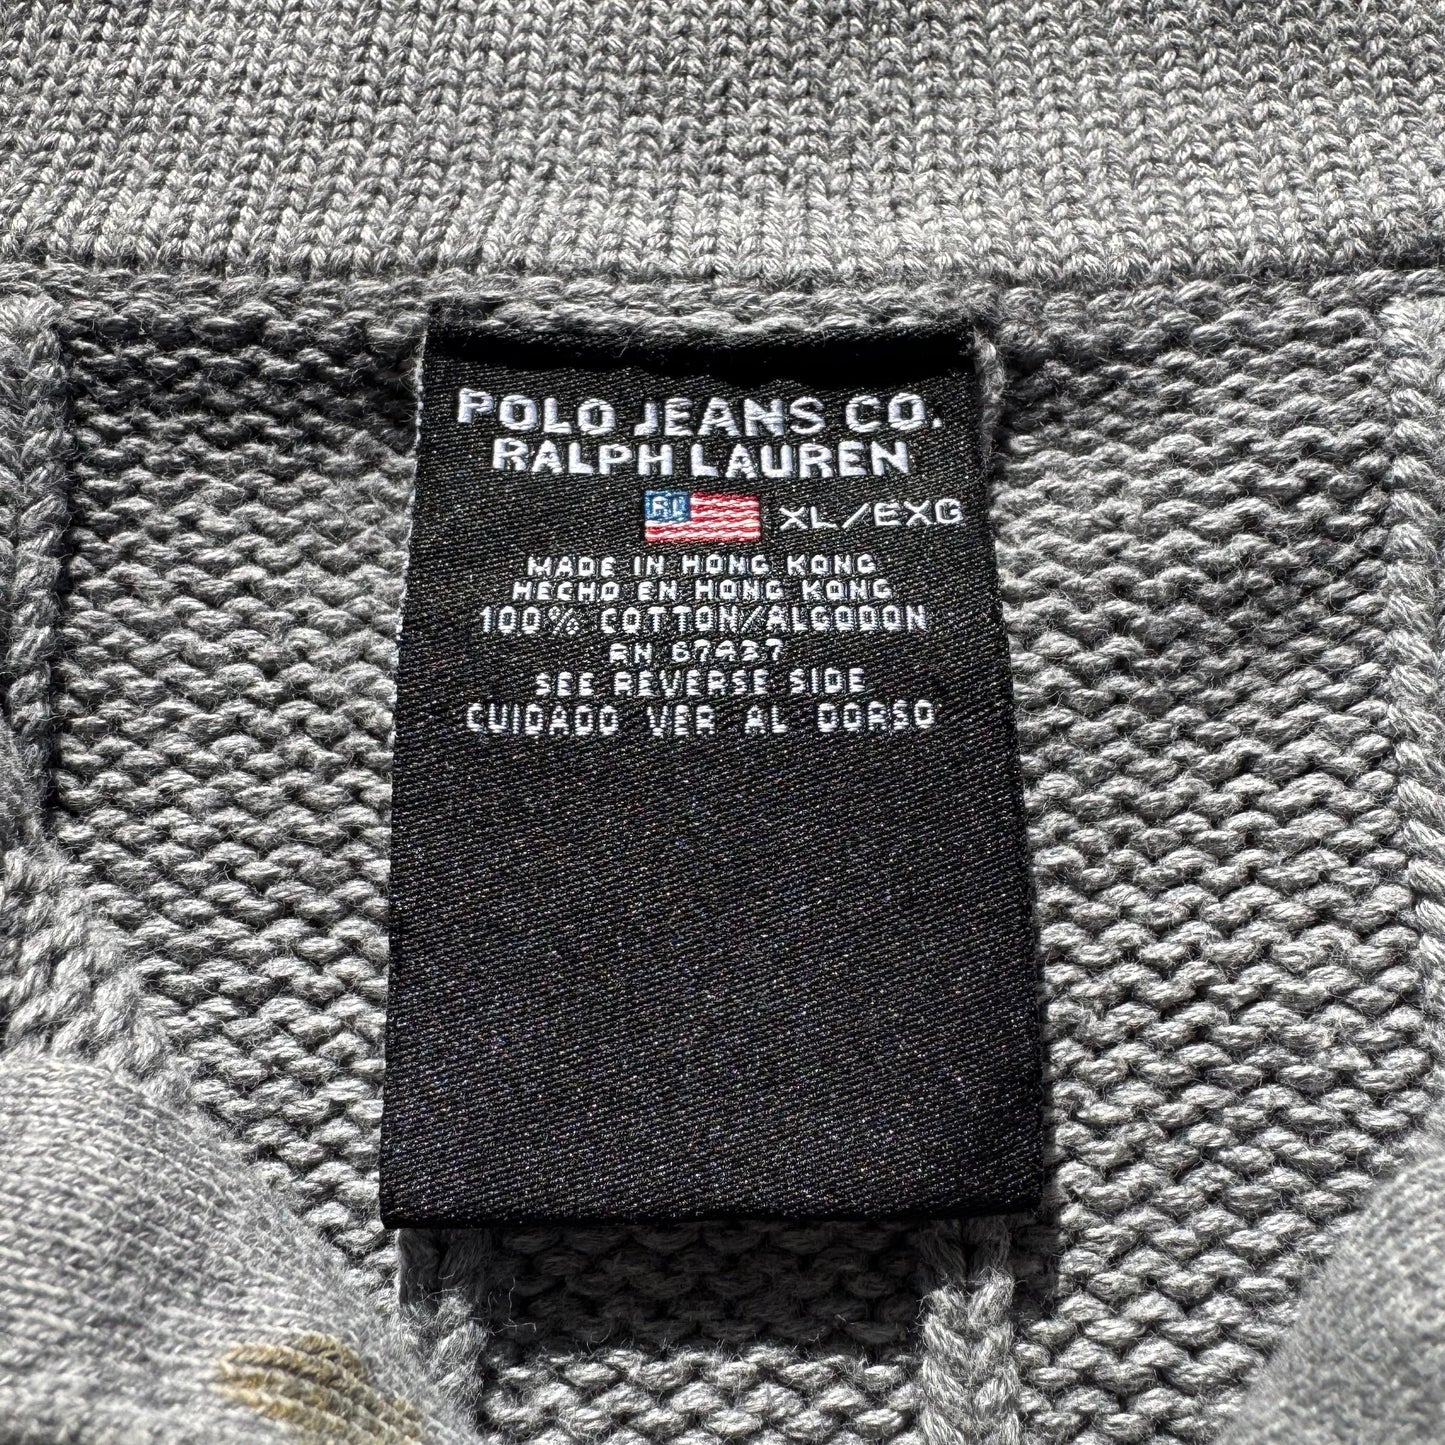 POLO JEANS CO.
RALPH LAUREN
RL XL/EXG
MADE IN HONG KONG
HECHO EN HONG KONG
100% COTTON/ALGODON
RN 67437
SEE REVERSE SIDE
CUIDADO VER AL DORSO